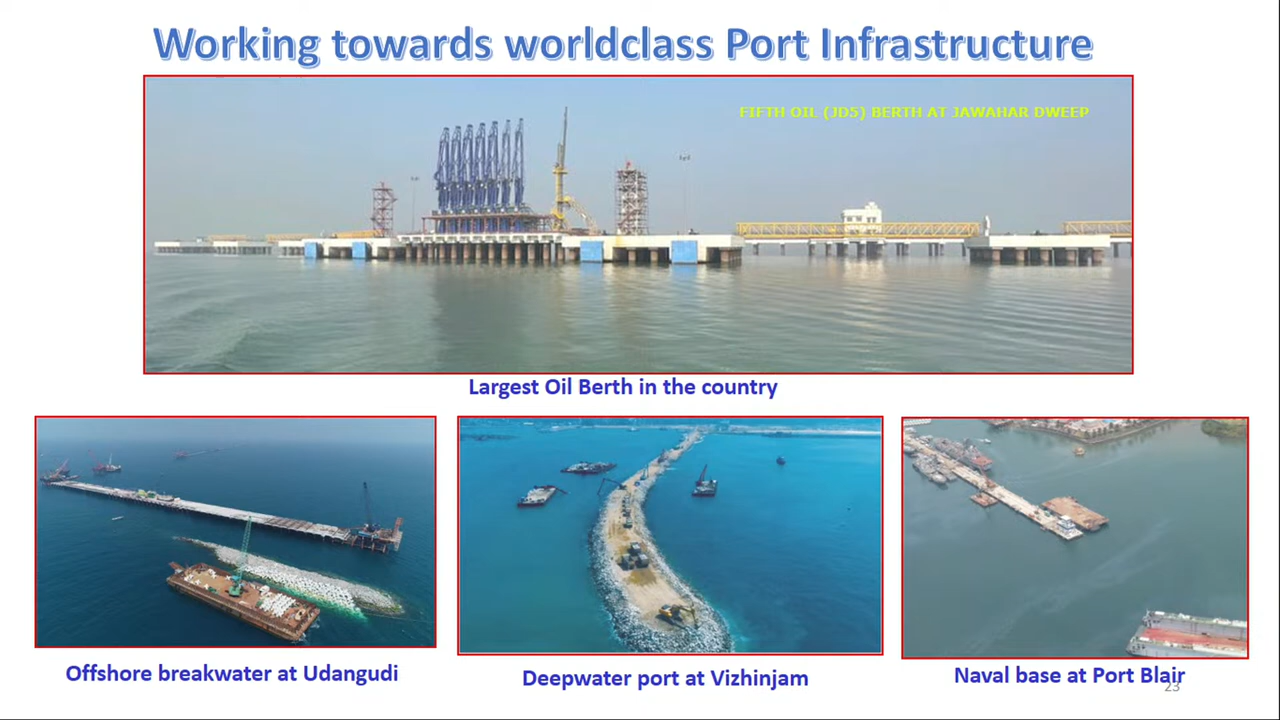 Working towards worldclass Port Infrastructure
FIFTH OIL (JD5) BERTH AT JAWAHAR DWEEP
Largest Oil Berth in the country
Offshore breakwater at Udangudi
Deepwater port at Vizhinjam
Naval base at Port Blair
23